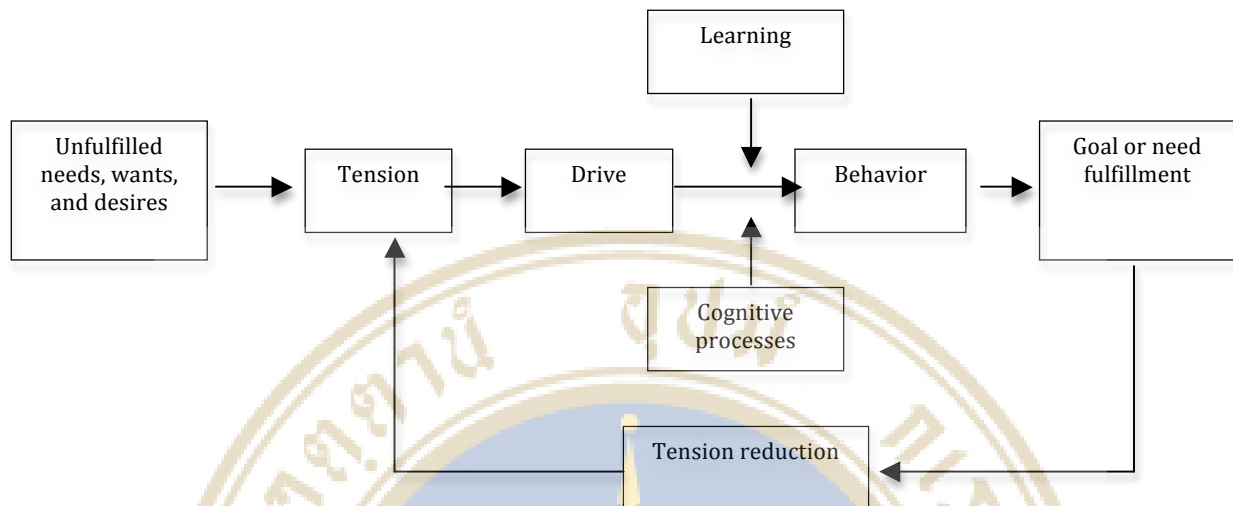 Learning
Unfulfilled
needs, wants,
and desires
Tension
Drive
Behavior
Goal or need
fulfillment
Cognitive
processes
Tension reduction